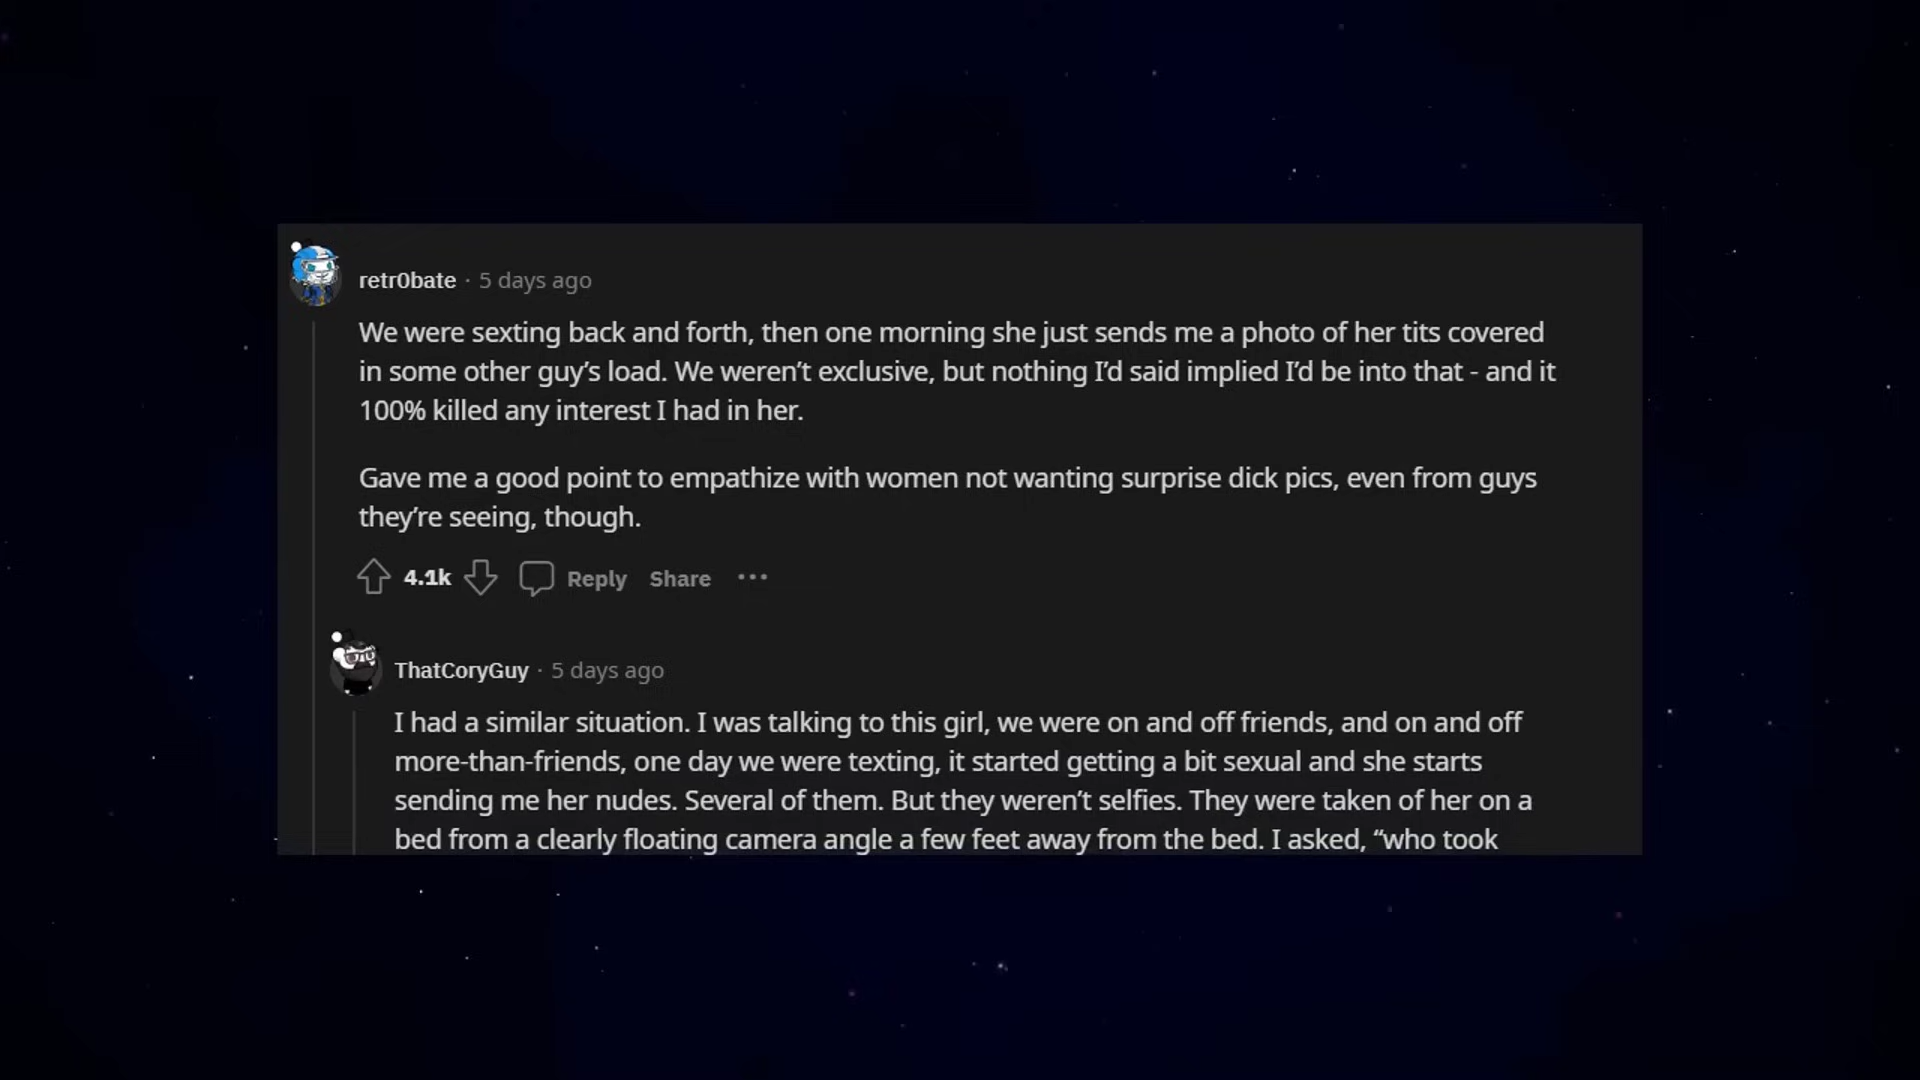 retr0bate · 5 days ago
We were sexting back and forth, then one morning she just sends me a photo of her tits covered
in some other guy’s load. We weren’t exclusive, but nothing I’d said implied I’d be into that - and it
100% killed any interest I had in her.
Gave me a good point to empathize with women not wanting surprise dick pics, even from guys
they’re seeing, though.
4.1k Reply Share ···
ThatCoryGuy · 5 days ago
I had a similar situation. I was talking to this girl, we were on and off friends, and on and off
more-than-friends, one day we were texting, it started getting a bit sexual and she starts
sending me her nudes. Several of them. But they weren’t selfies. They were taken of her on a
bed from a clearly floating camera angle a few feet away from the bed. I asked, “who took